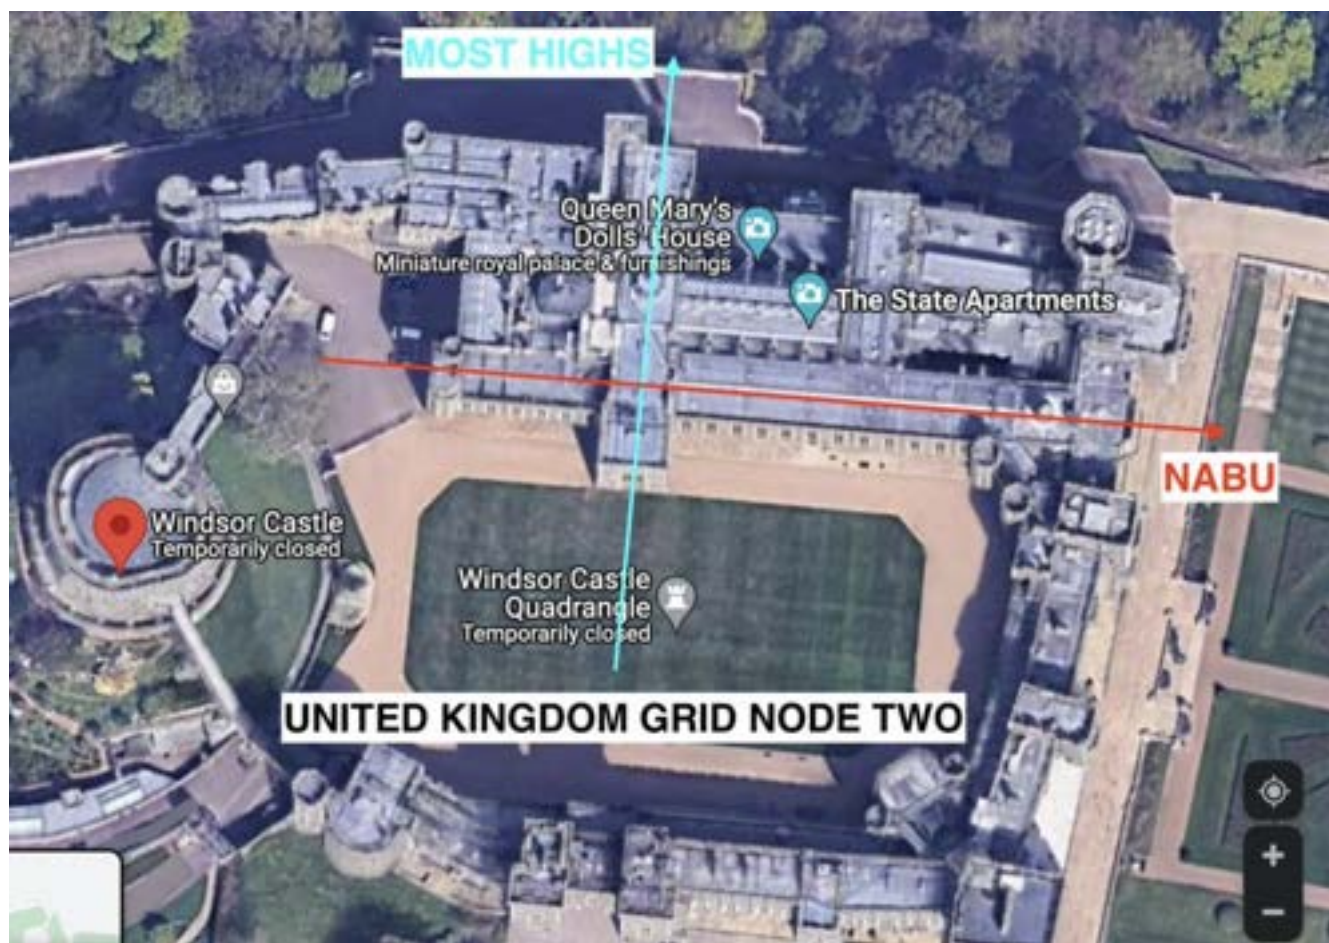 MOST HIGHS
Queen Mary's
Dolls' House
Miniature royal palace & furnishings
The State Apartments
NABU
Windsor Castle
Temporarily closed
Windsor Castle
Quadrangle
Temporarily closed
UNITED KINGDOM GRID NODE TWO
+
−